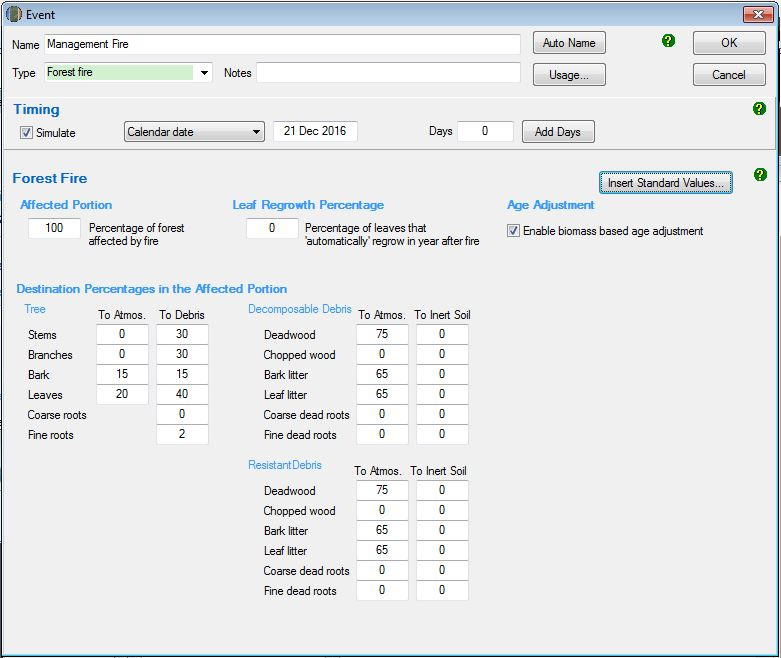 Event
Name Management Fire Auto Name ? OK
Type Forest fire Notes Usage... Cancel
Timing ?
Simulate Calendar date 21 Dec 2016 Days 0 Add Days
Forest Fire Insert Standard Values... ?
Affected Portion Leaf Regrowth Percentage Age Adjustment
100 Percentage of forest 0 Percentage of leaves that Enable biomass based age adjustment
affected by fire 'automatically' regrow in year after fire
Destination Percentages in the Affected Portion
Tree To Atmos. To Debris Decomposable Debris To Atmos. To Inert Soil
Stems 0 30 Deadwood 75 0
Branches 0 30 Chopped wood 0 0
Bark 15 15 Bark litter 65 0
Leaves 20 40 Leaf litter 65 0
Coarse roots 0 Coarse dead roots 0 0
Fine roots 2 Fine dead roots 0 0
ResistantDebris To Atmos. To Inert Soil
Deadwood 75 0
Chopped wood 0 0
Bark litter 65 0
Leaf litter 65 0
Coarse dead roots 0 0
Fine dead roots 0 0